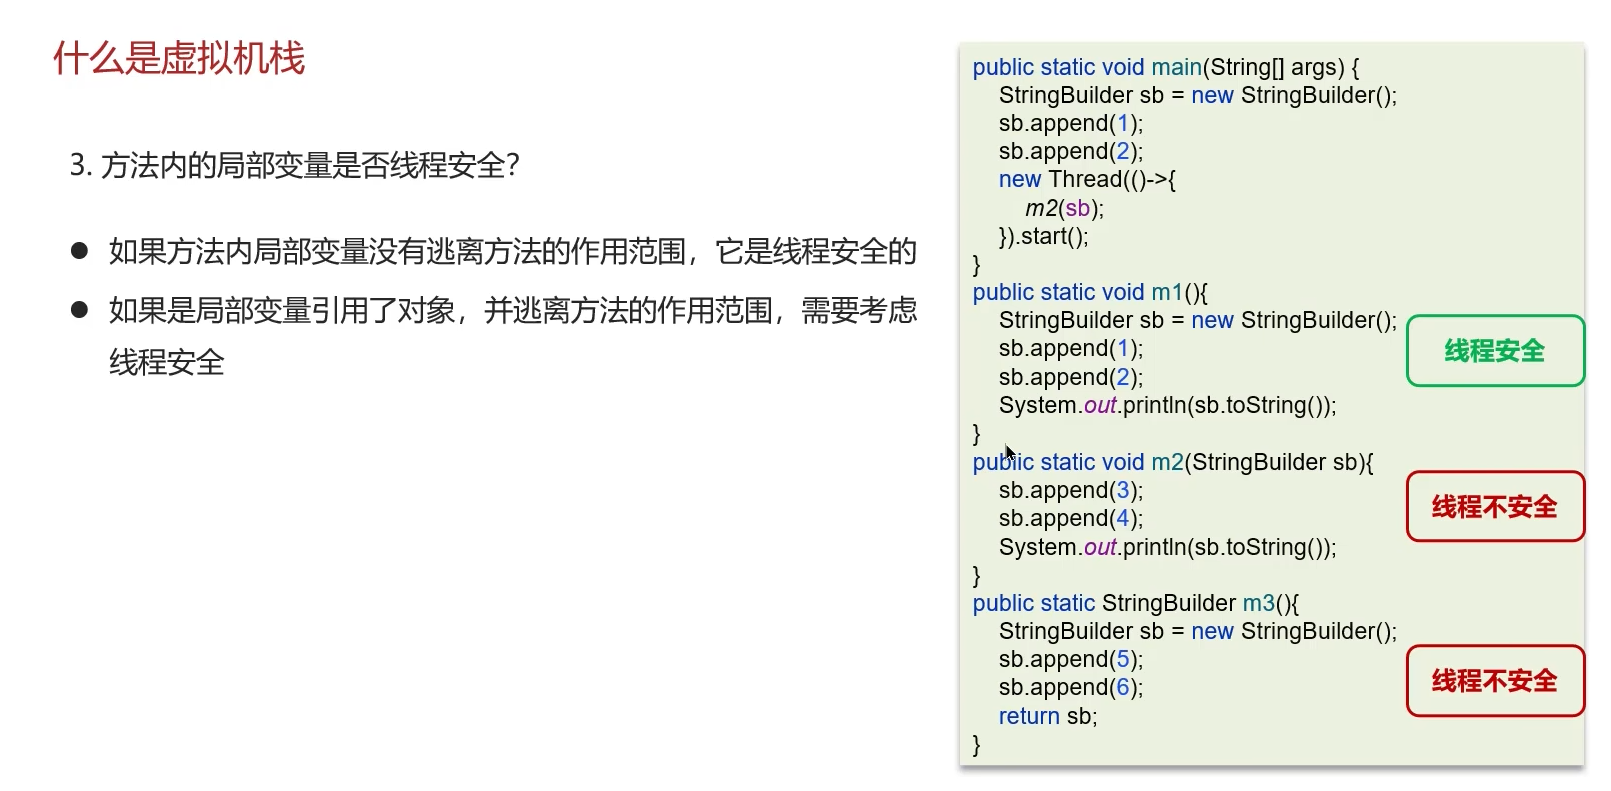 什么是虚拟机栈
3. 方法内的局部变量是否线程安全？
● 如果方法内局部变量没有逃离方法的作用范围，它是线程安全的
● 如果是局部变量引用了对象，并逃离方法的作用范围，需要考虑
线程安全
public static void main(String[] args) {
StringBuilder sb = new StringBuilder();
sb.append(1);
sb.append(2);
new Thread(()->{
m2(sb);
}).start();
}
public static void m1(){
StringBuilder sb = new StringBuilder();
sb.append(1);
sb.append(2);
System.out.println(sb.toString());
}
线程安全
public static void m2(StringBuilder sb){
sb.append(3);
sb.append(4);
System.out.println(sb.toString());
}
线程不安全
public static StringBuilder m3(){
StringBuilder sb = new StringBuilder();
sb.append(5);
sb.append(6);
return sb;
}
线程不安全